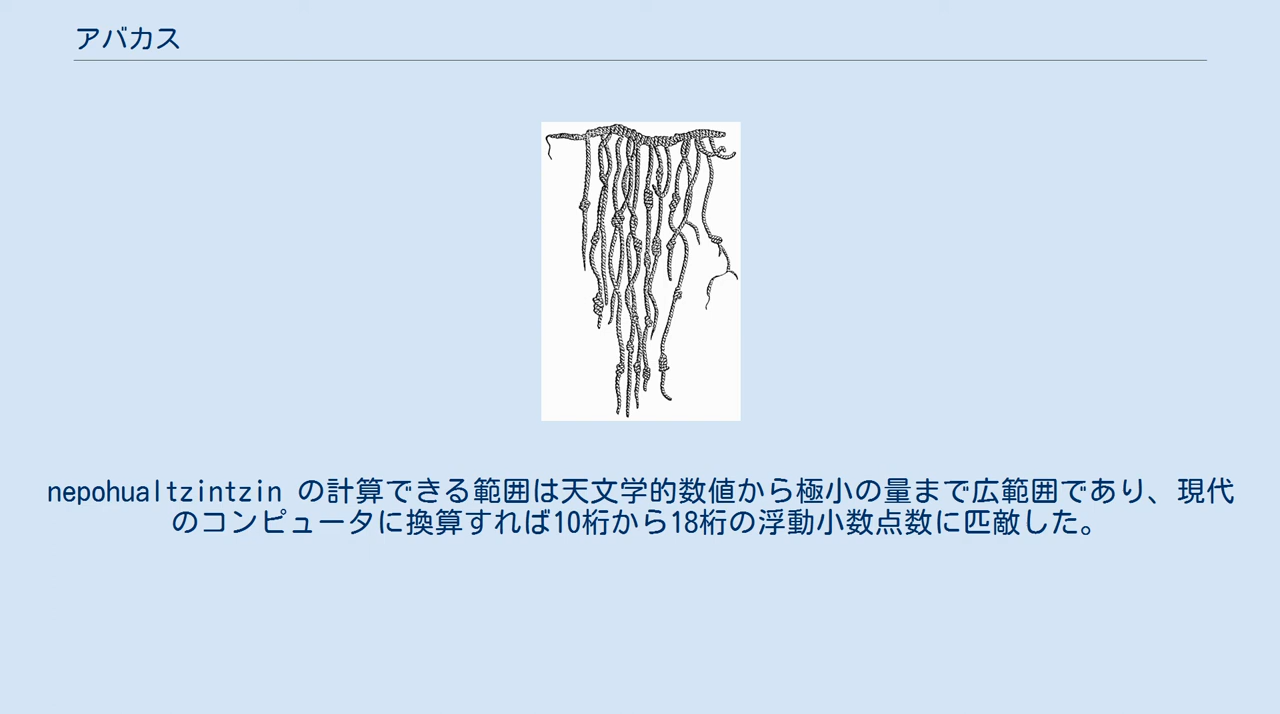 アバカス
nepohualtzintzin の計算できる範囲は天文学的数値から極小の量まで広範囲であり、現代
のコンピュータに換算すれば10桁から18桁の浮動小数点数に匹敵した。